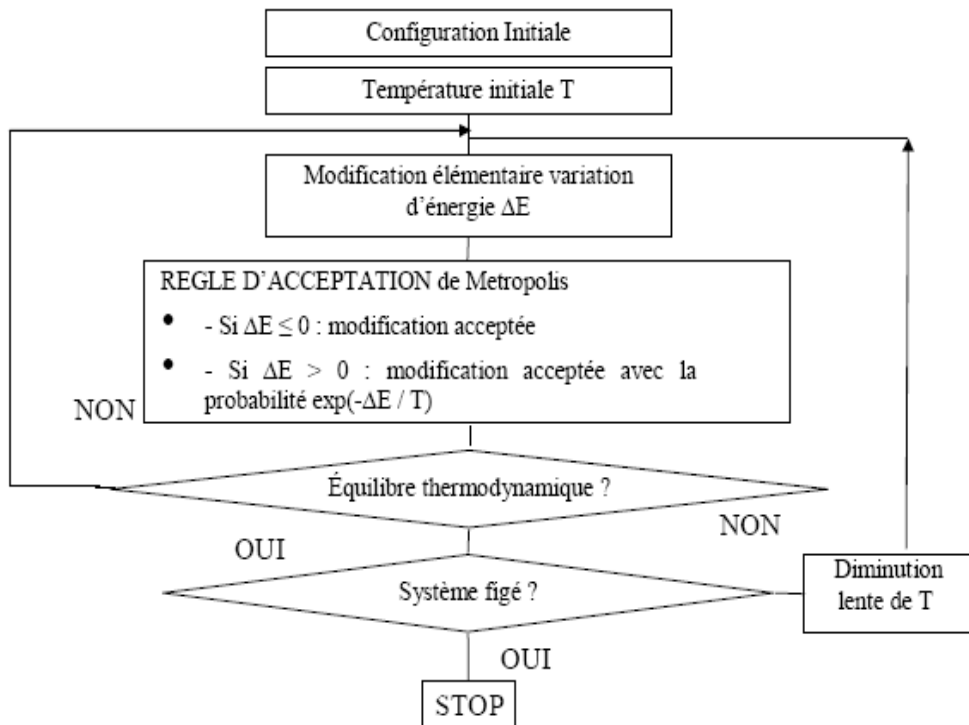 Configuration Initiale
Température initiale T
Modification élémentaire variation
d'énergie ΔE
REGLE D'ACCEPTATION de Metropolis
• - Si ΔE ≤ 0 : modification acceptée
• - Si ΔE > 0 : modification acceptée avec la
probabilité exp(-ΔE / T)
NON
Équilibre thermodynamique ?
NON
OUI
Système figé ?
Diminution
lente de T
OUI
STOP